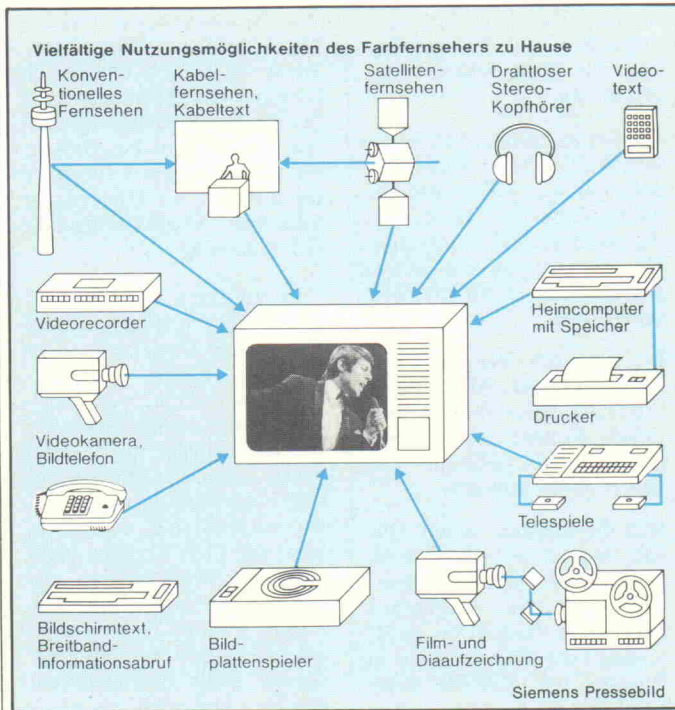 Vielfältige Nutzungsmöglichkeiten des Farbfernsehers zu Hause
Konven-
tionelles
Fernsehen
Kabel-
fernsehen,
Kabeltext
Satelliten-
fernsehen
Drahtloser
Stereo-
Kopfhörer
Video-
text
Videorecorder
Heimcomputer
mit Speicher
Drucker
Videokamera,
Bildtelefon
Telespiele
Bildschirmtext,
Breitband-
Informationsabruf
Bild-
plattenspieler
Film- und
Diaaufzeichnung
Siemens Pressebild